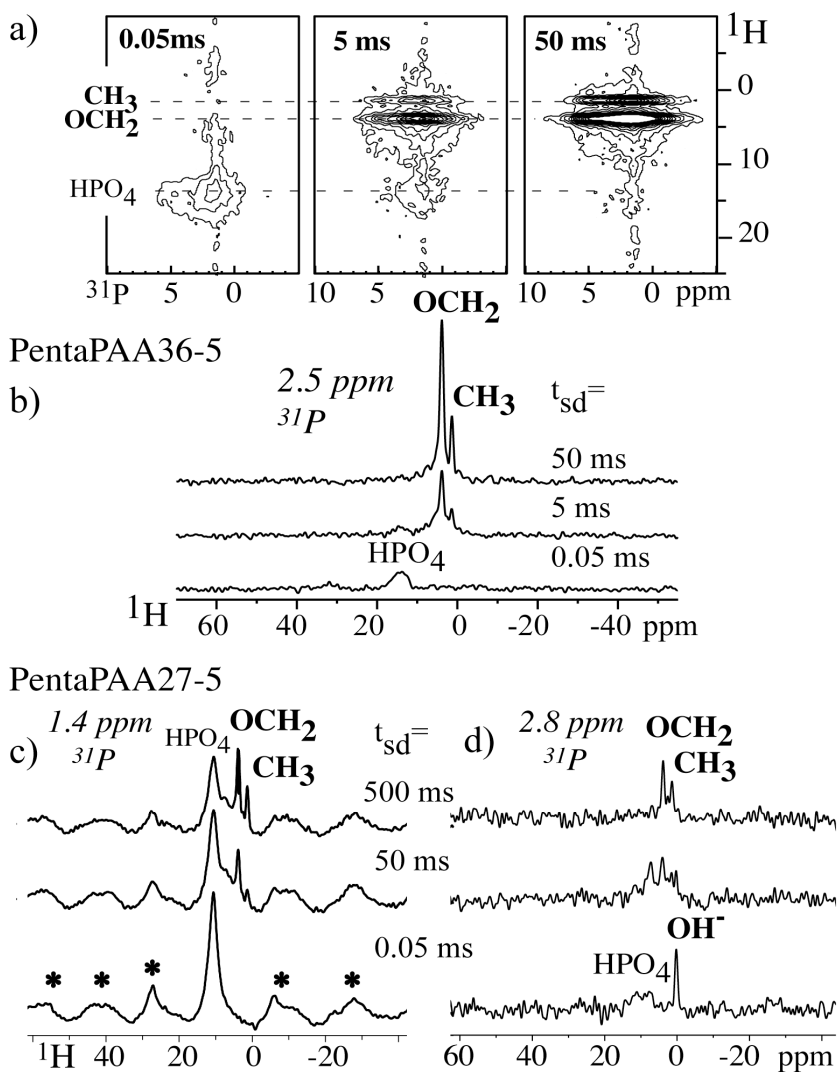 a)
0.05ms
5 ms
50 ms
1H
CH3
OCH2
HPO4
0
10
20
31P 5 0 10 5 0 10 5 0 ppm
PentaPAA36-5
b)
2.5 ppm
31P
OCH2
CH3
tsd=
50 ms
5 ms
0.05 ms
HPO4
1H 60 40 20 0 -20 -40 ppm
PentaPAA27-5
c)
1.4 ppm
31P
HPO4
OCH2
CH3
tsd=
500 ms
50 ms
0.05 ms
* * * * *
1H 40 20 0 -20
d)
2.8 ppm
31P
OCH2
CH3
OH-
HPO4
60 40 20 0 -20 ppm